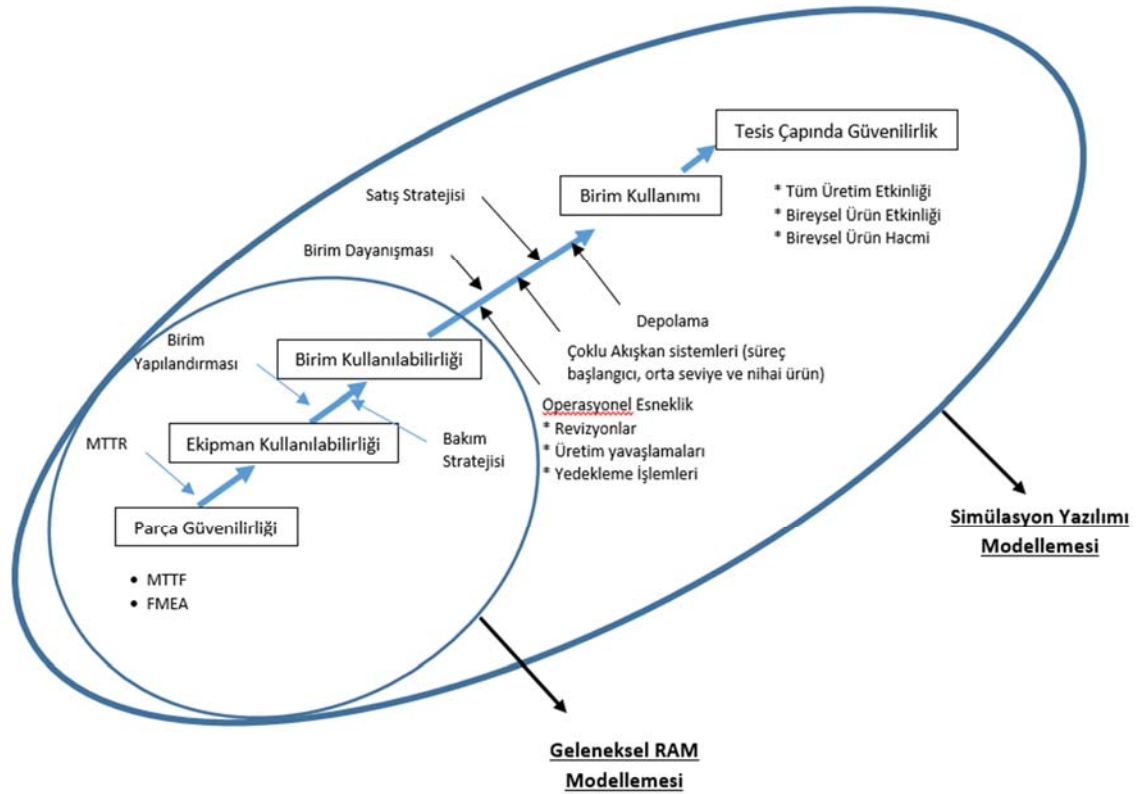 Tesis Çapında Güvenilirlik
* Tüm Üretim Etkinliği
* Bireysel Ürün Etkinliği
* Bireysel Ürün Hacmi
Birim Kullanımı
Satış Stratejisi
Birim Dayanışması
Depolama
Çoklu Akışkan sistemleri (süreç
başlangıcı, orta seviye ve nihai ürün)
Operasyonel Esneklik
* Revizyonlar
* Üretim yavaşlamaları
* Yedekleme İşlemleri
Birim
Yapılandırması
Birim Kullanılabilirliği
MTTR
Ekipman Kullanılabilirliği
Bakım
Stratejisi
Parça Güvenilirliği
• MTTF
• FMEA
Simülasyon Yazılımı
Modellemesi
Geleneksel RAM
Modellemesi